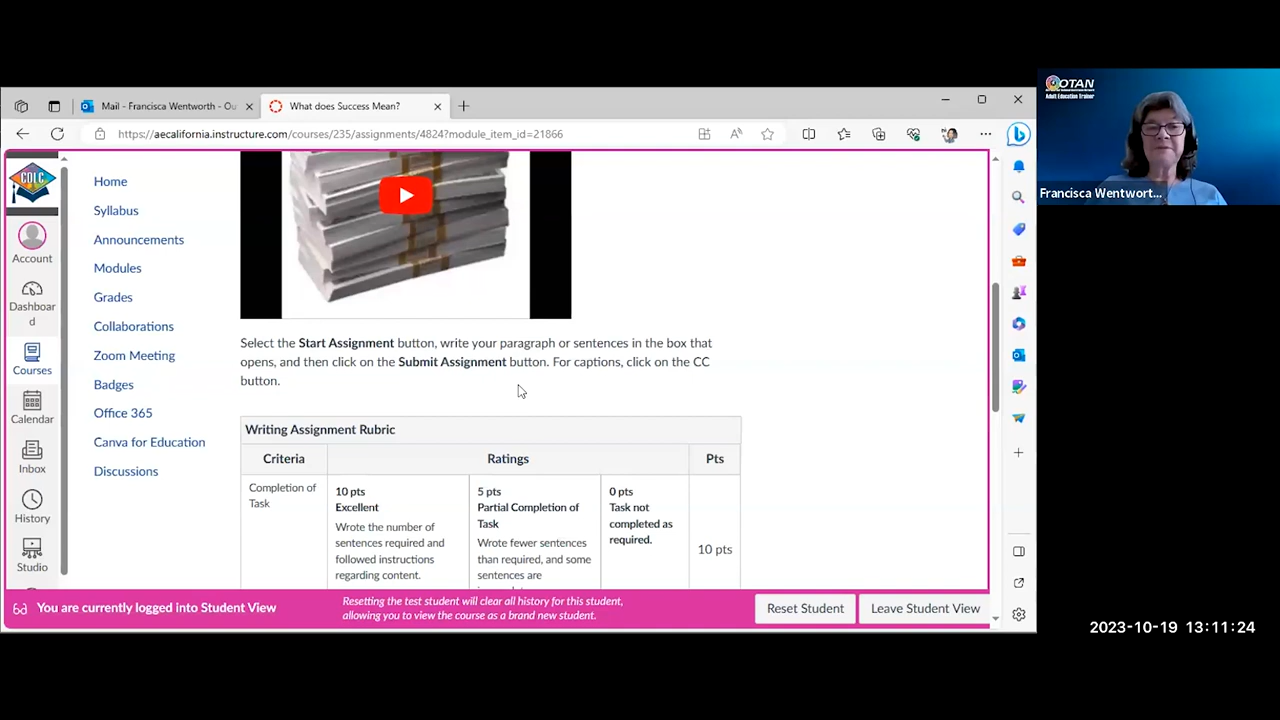 Mail - Francisca Wentworth - Ou
What does Success Mean?
https://aecalifornia.instructure.com/courses/235/assignments/4824?module_item_id=21866
OTAN
Adult Education Trainer
Francisca Wentwort...
COLC
Account
Dashboar
d
Courses
Calendar
Inbox
History
Studio
Home
Syllabus
Announcements
Modules
Grades
Collaborations
Zoom Meeting
Badges
Office 365
Canva for Education
Discussions
Select the Start Assignment button, write your paragraph or sentences in the box that
opens, and then click on the Submit Assignment button. For captions, click on the CC
button.
Writing Assignment Rubric
Criteria Ratings Pts
Completion of
Task
10 pts
Excellent
Wrote the number of
sentences required and
followed instructions
regarding content.
5 pts
Partial Completion of
Task
Wrote fewer sentences
than required, and some
sentences are
0 pts
Task not
completed as
required.
10 pts
You are currently logged into Student View
Resetting the test student will clear all history for this student,
allowing you to view the course as a brand new student.
Reset Student
Leave Student View
2023-10-19 13:11:24